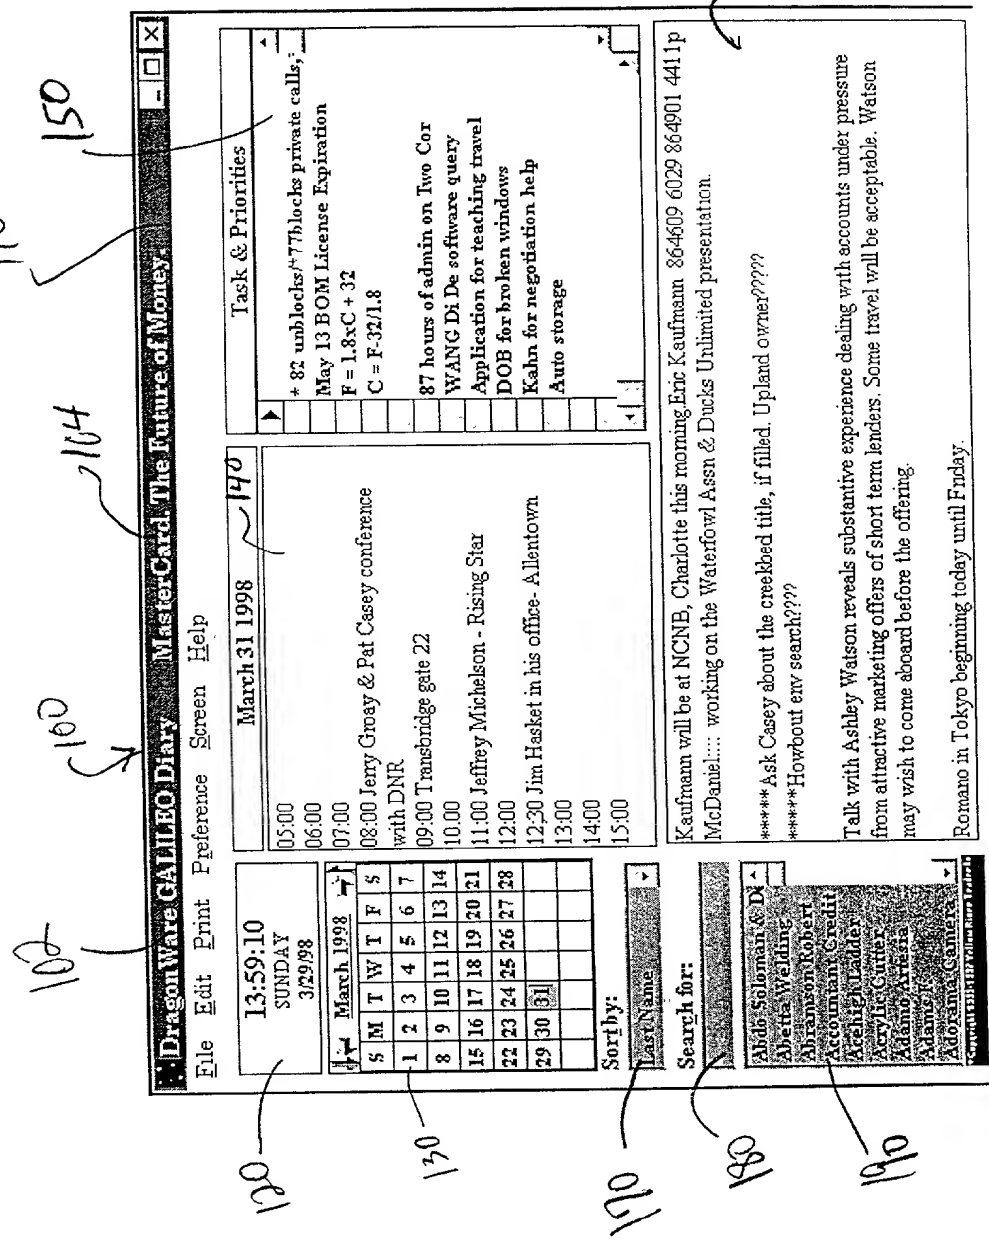 DragonWare GALILEO Diary MasterCard. The Future of Money.
File Edit Print Preference Screen Help
13:59:10
SUNDAY
3/29/98
March 1998
S M T W T F S
1 2 3 4 5 6 7
8 9 10 11 12 13 14
15 16 17 18 19 20 21
22 23 24 25 26 27 28
29 30 31
Sort by:
Last Name
Search for:
Abdo Soloman & De
Abetta Welding
Abranson Robert
Accountant Credit
Acehigh Ladder
Acrylic Gutter
Adamo Artesia
Adams
Adorama Camera
March 31 1998
05:00
06:00
07:00
08:00 Jerry Groay & Pat Casey conference
with DNR
09:00 Transbridge gate 22
10:00
11:00 Jeffrey Michelson - Rising Star
12:00
12:30 Jim Hasket in his office- Allentown
13:00
14:00
15:00
Task & Priorities
* 82 unblocks/*77blocks private calls,
May 13 BOM License Expiration
F = 1.8xC + 32
C = F-32/1.8
87 hours of admin on Two Cor
WANG Di De software query
Application for teaching travel
DOB for broken windows
Kahn for negotiation help
Auto storage
Kaufmann will be at NCNB, Charlotte this morning.Eric Kaufmann 864609 6029 864901 4411p
McDaniel:::: working on the Waterfowl Assn & Ducks Unlimited presentation.
*****Ask Casey about the creekbed title, if filled. Upland owner?????
*****Howbout env search????
Talk with Ashley Watson reveals substantive experience dealing with accounts under pressure
from attractive marketing offers of short term lenders. Some travel will be acceptable. Watson
may wish to come aboard before the offering.
Romano in Tokyo beginning today until Friday.
100
102
104
120
130
140
150
170
180
190